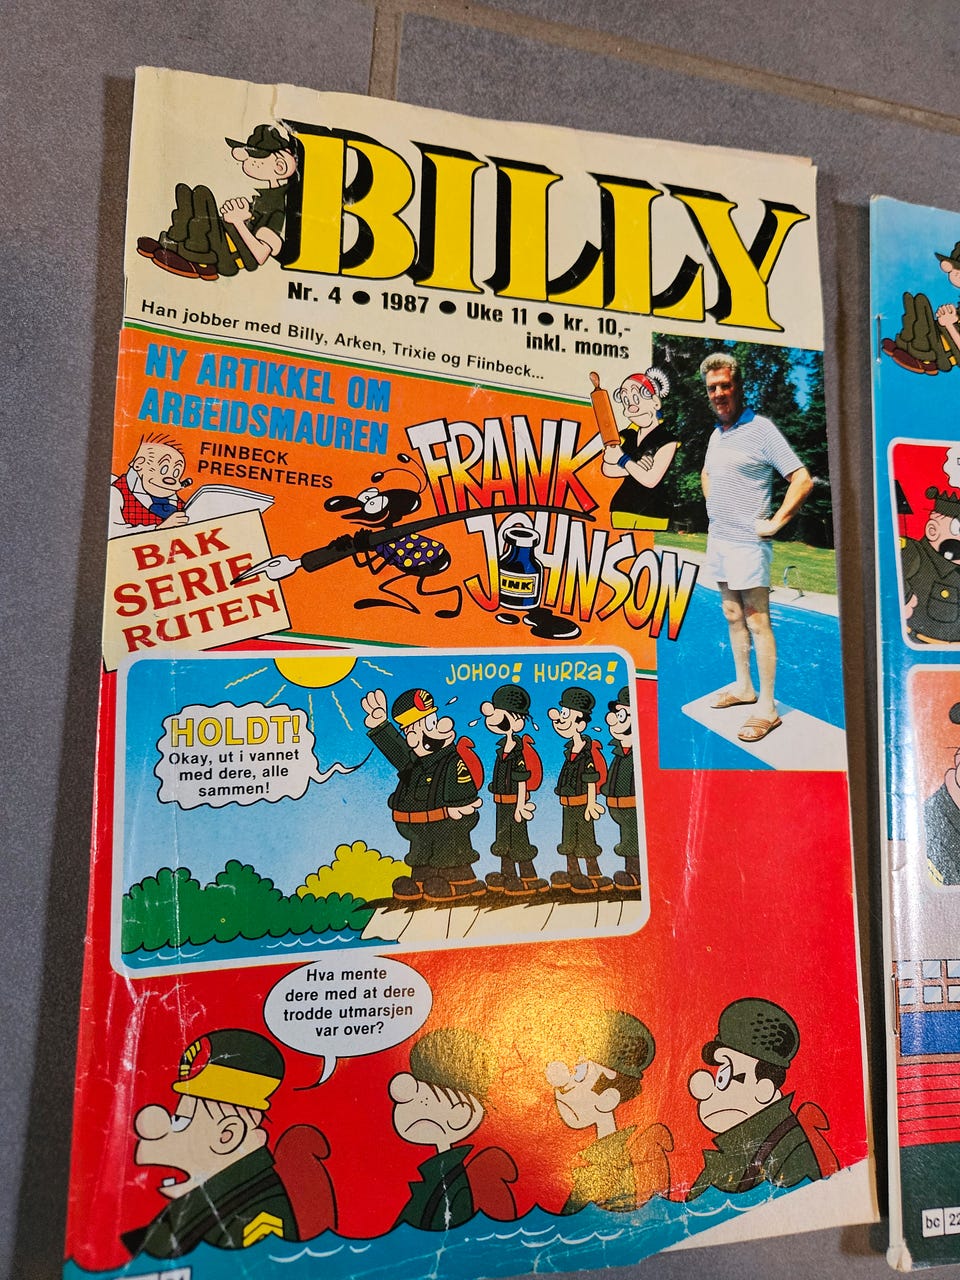 BILLY
Nr. 4 ● 1987 ● Uke 11 ● kr. 10,-
inkl. moms
Han jobber med Billy, Arken, Trixie og Fiinbeck...
NY ARTIKKEL OM
ARBEIDSMAUREN
FIINBECK
PRESENTERES
FRANK
JOHNSON
INK
BAK
SERIE
RUTEN
JOHOO! HURRa!
HOLDT!
Okay, ut i vannet
med dere, alle
sammen!
Hva mente
dere med at dere
trodde utmarsjen
var over?
bc 22